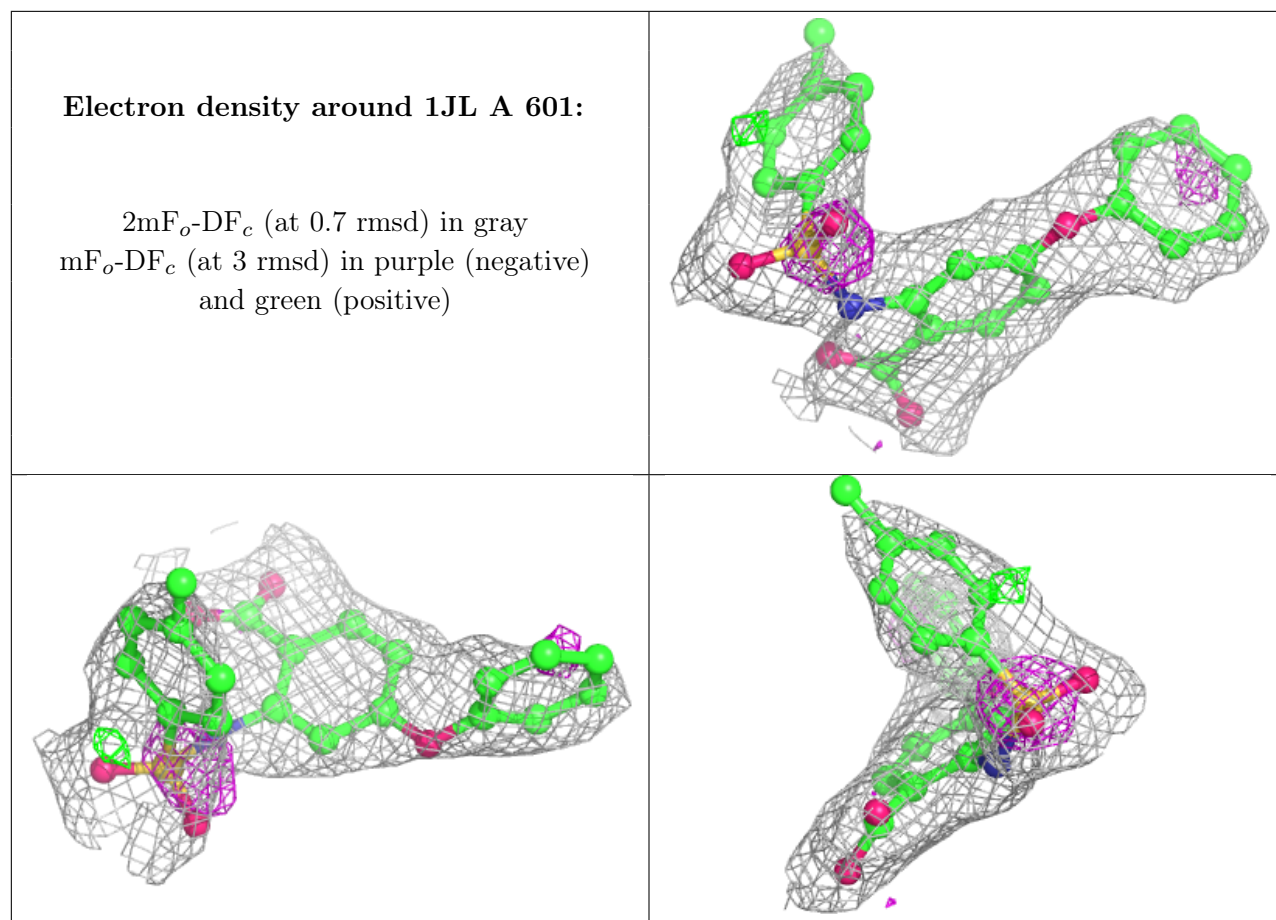 Electron density around 1JL A 601:
2mFo-DFc (at 0.7 rmsd) in gray
mFo-DFc (at 3 rmsd) in purple (negative)
and green (positive)